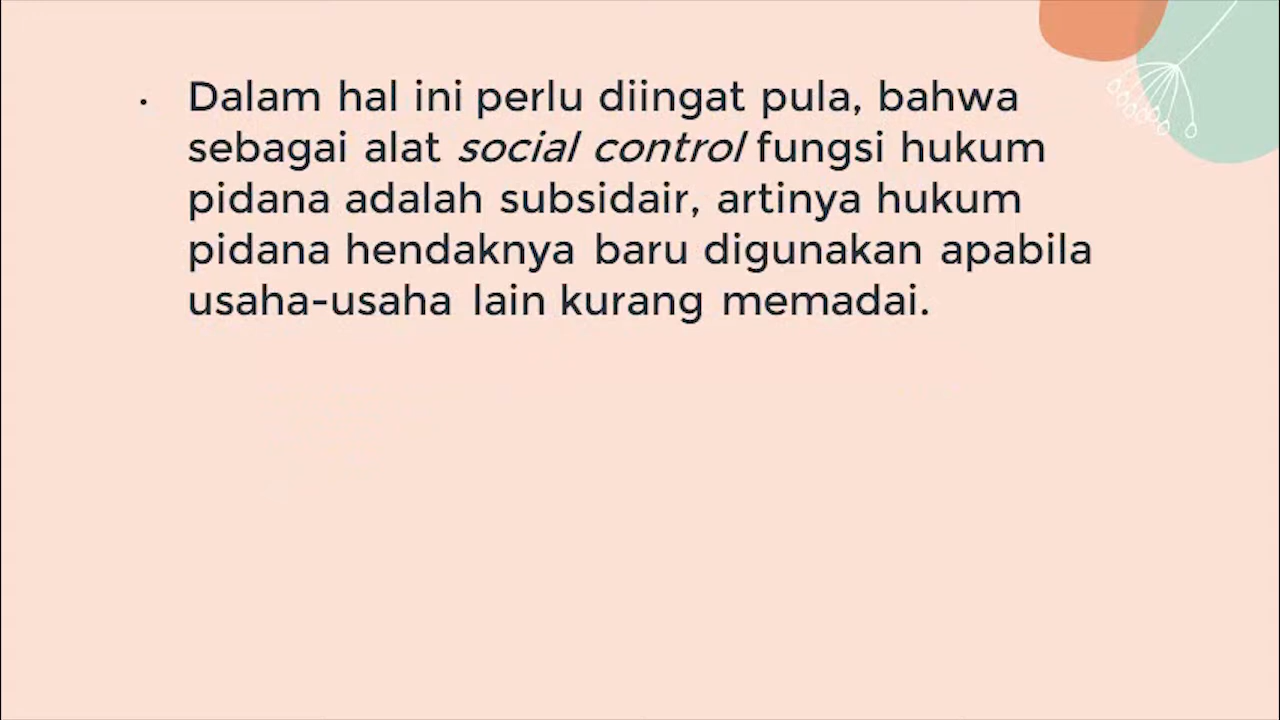 • Dalam hal ini perlu diingat pula, bahwa
sebagai alat social control fungsi hukum
pidana adalah subsidair, artinya hukum
pidana hendaknya baru digunakan apabila
usaha-usaha lain kurang memadai.